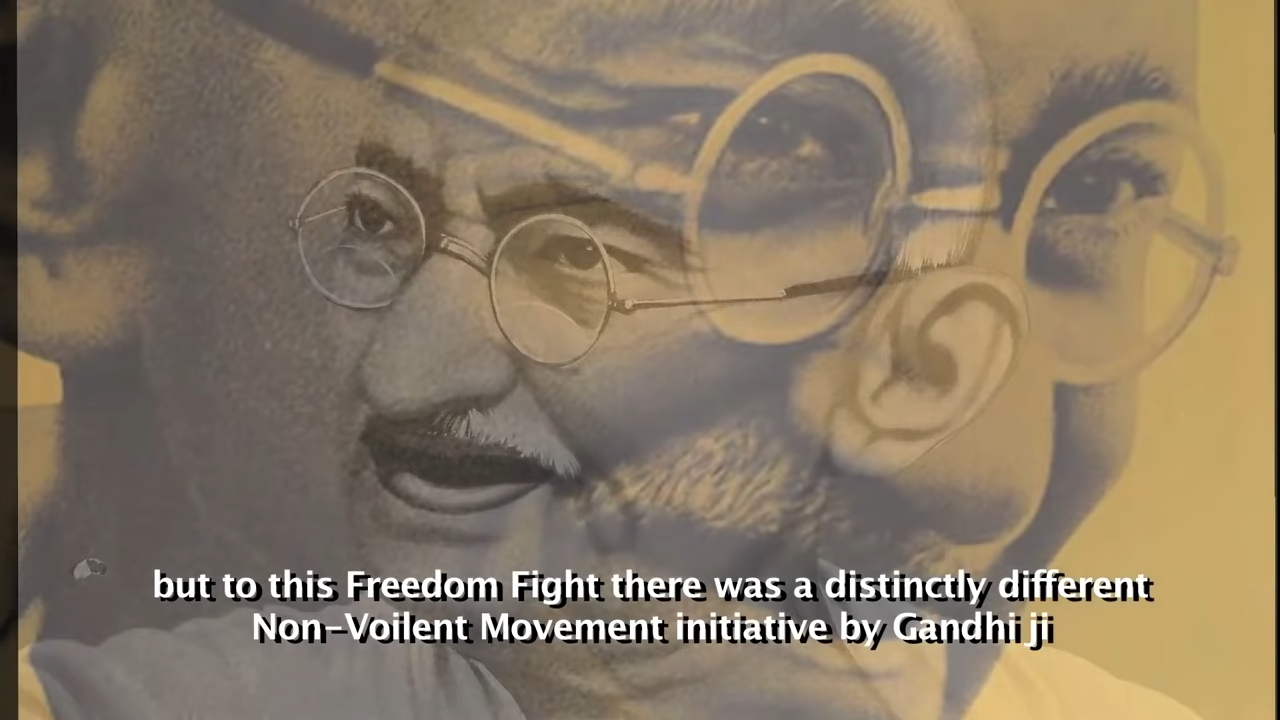 but to this Freedom Fight there was a distinctly different
Non-Voilent Movement initiative by Gandhi ji